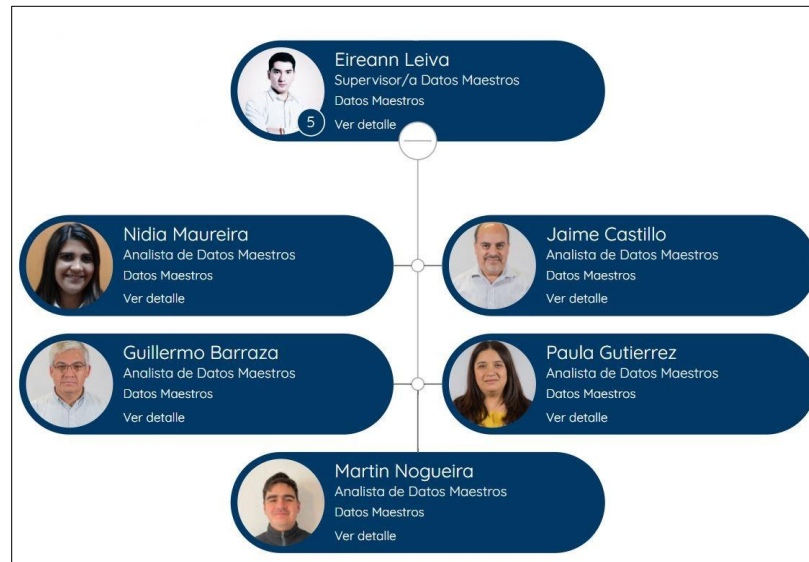 Eireann Leiva
Supervisor/a Datos Maestros
Datos Maestros
5
Ver detalle
Nidia Maureira
Analista de Datos Maestros
Datos Maestros
Ver detalle
Jaime Castillo
Analista de Datos Maestros
Datos Maestros
Ver detalle
Guillermo Barraza
Analista de Datos Maestros
Datos Maestros
Ver detalle
Paula Gutierrez
Analista de Datos Maestros
Datos Maestros
Ver detalle
Martin Nogueira
Analista de Datos Maestros
Datos Maestros
Ver detalle